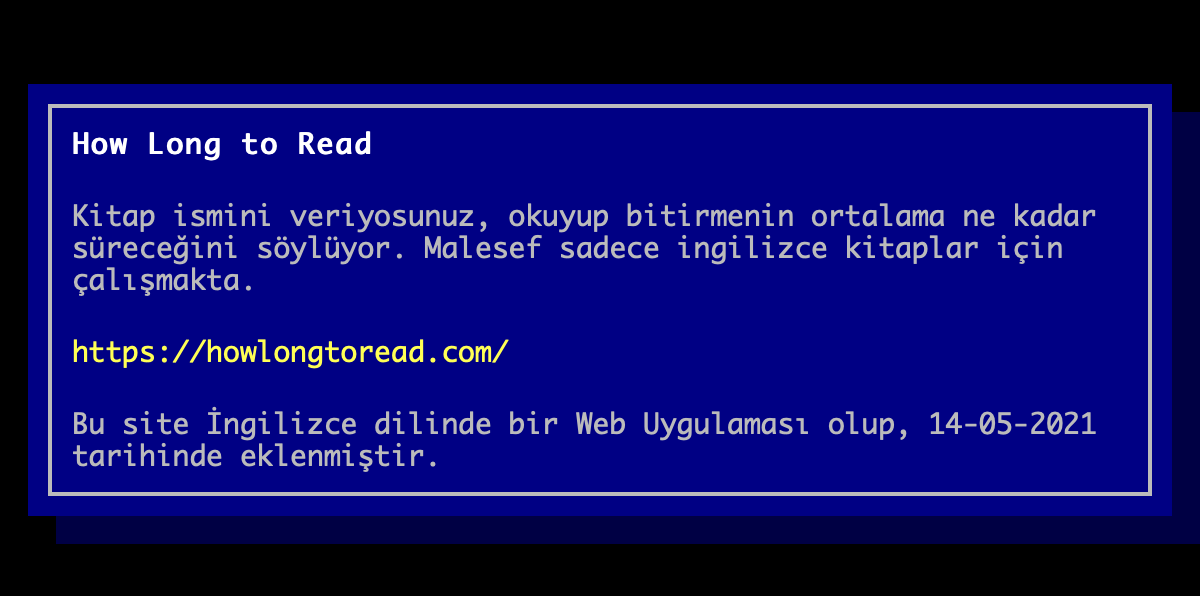 How Long to Read
Kitap ismini veriyosunuz, okuyup bitirmenin ortalama ne kadar
süreceğini söylüyor. Malesef sadece ingilizce kitaplar için
çalışmakta.
https://howlongtoread.com/
Bu site İngilizce dilinde bir Web Uygulaması olup, 14-05-2021
tarihinde eklenmiştir.